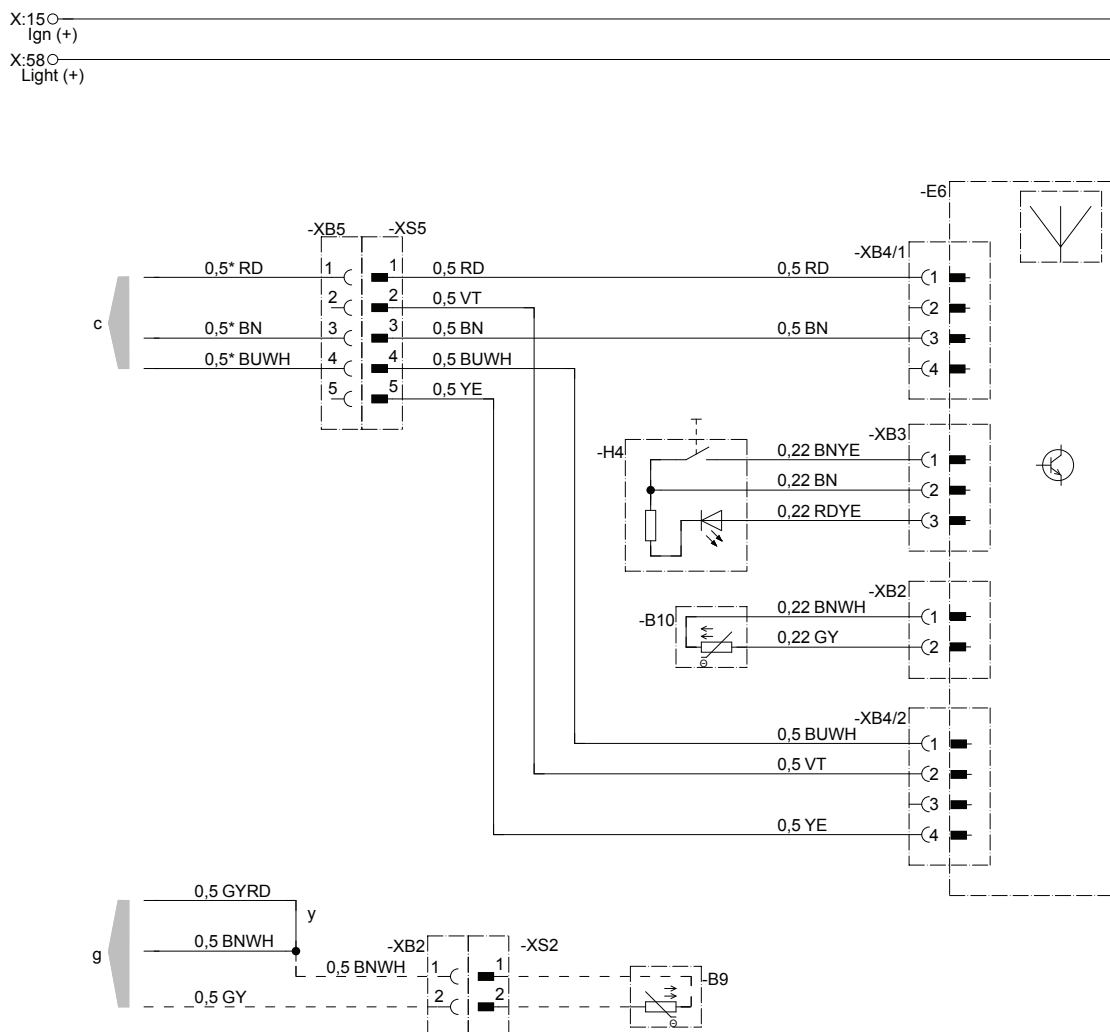 X:15
Ign (+)
X:58
Light (+)
-E6
-XB5
-XS5
-XB4/1
0,5* RD
1
1
0,5 RD
0,5 RD
1
2
2
0,5 VT
2
c
0,5* BN
3
3
0,5 BN
0,5 BN
3
0,5* BUWH
4
4
0,5 BUWH
4
5
5
0,5 YE
-H4
-XB3
0,22 BNYE
1
0,22 BN
2
0,22 RDYE
3
-XB2
-B10
0,22 BNWH
1
0,22 GY
2
Θ
-XB4/2
0,5 BUWH
1
0,5 VT
2
3
0,5 YE
4
0,5 GYRD
y
g
0,5 BNWH
-XB2
-XS2
0,5 BNWH
1
1
-B9
0,5 GY
2
2
Θ